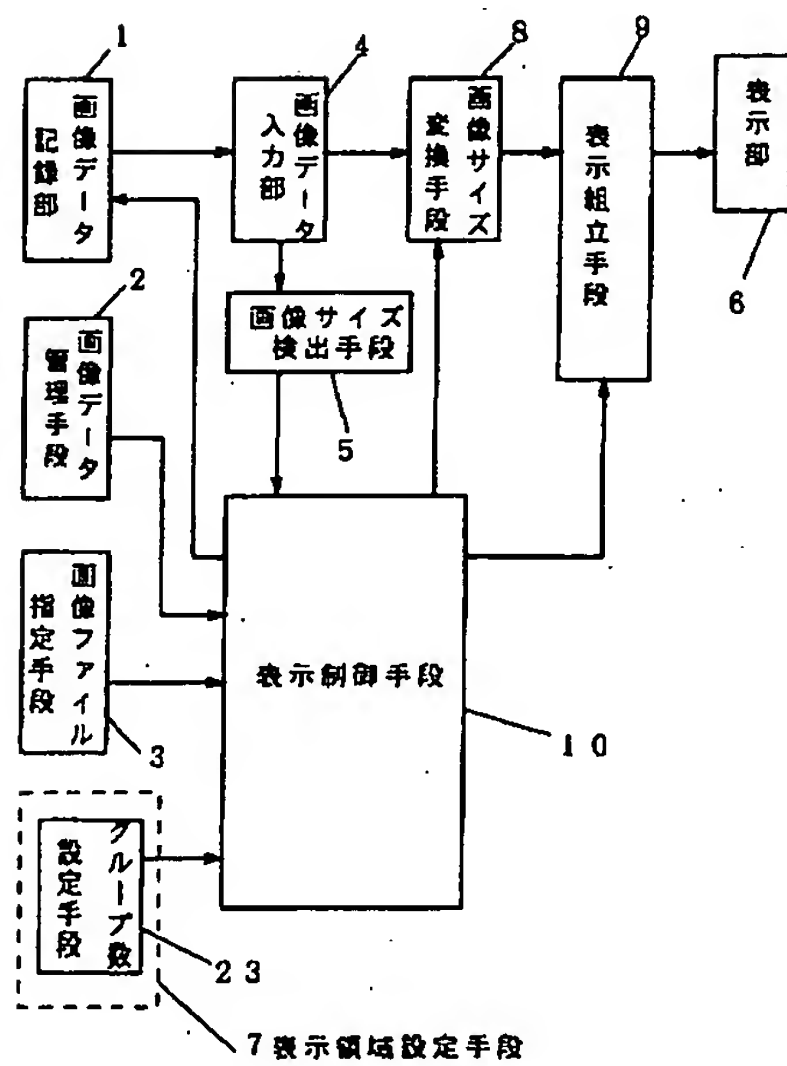 1
画像データ
記録部
4
画像データ
入力部
8
画像サイズ
変換手段
9
表示組立手段
表示部
6
2
画像データ
管理手段
画像サイズ
検出手段
5
画像ファイル
指定手段
3
表示制御手段
10
グループ数
設定手段
23
7 表示領域設定手段